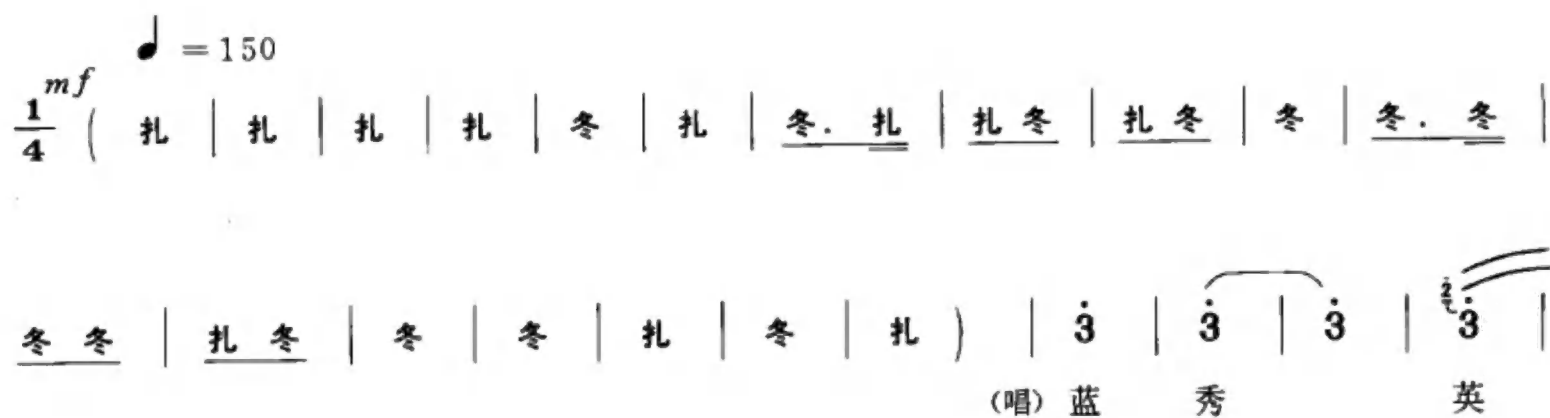 ♩ = 150
mf
1/4 ( 扎 | 扎 | 扎 | 扎 | 冬 | 扎 | 冬. 扎 | 扎 冬 | 扎 冬 | 冬 | 冬. 冬 |
冬 冬 | 扎 冬 | 冬 | 冬 | 扎 | 冬 | 扎 ) | 3̇ | 3̇ | 3̇ | 2̇ 3̇ |
(唱) 蓝 秀 英